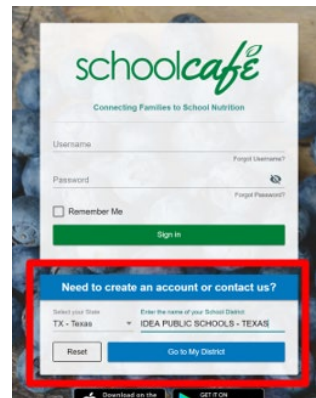 schoolcafé
Connecting Families to School Nutrition
Username
Forgot Username?
Password
Forgot Password?
Remember Me
Sign in
Need to create an account or contact us?
Select your State
Enter the name of your School District
TX - Texas
IDEA PUBLIC SCHOOLS - TEXAS
Reset
Go to My District
Download on the
GET IT ON